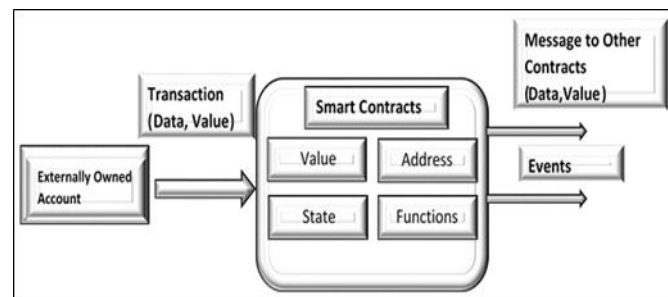 Externally Owned
Account
Transaction
(Data, Value)
Smart Contracts
Value
Address
State
Functions
Message to Other
Contracts
(Data,Value)
Events